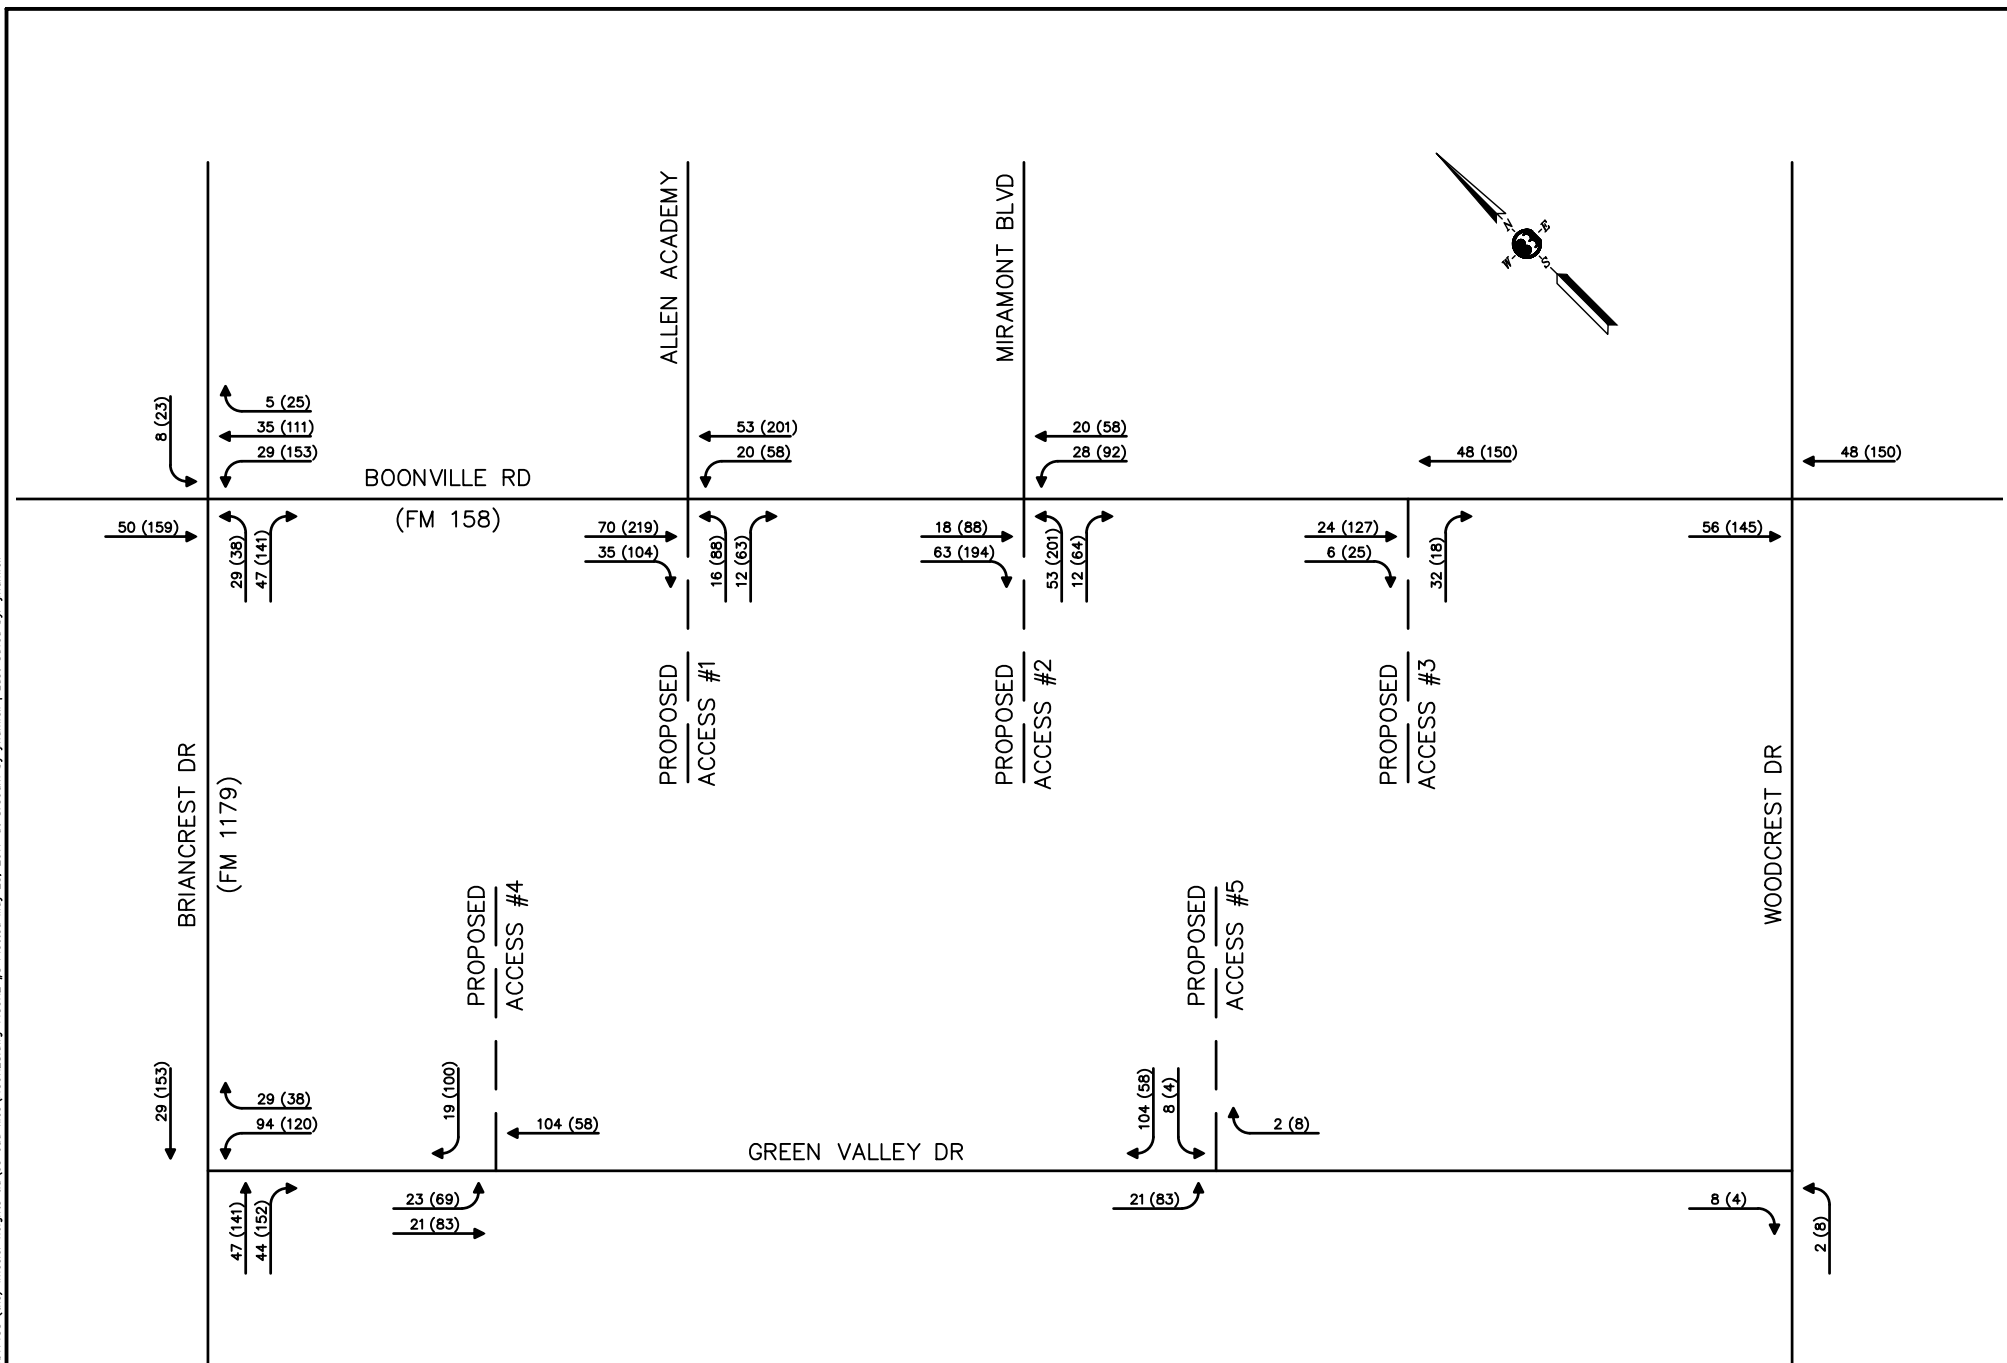 ALLEN ACADEMY
MIRAMONT BLVD
N
E
W
S
8 (23)
5 (25)
35 (111)
29 (153)
53 (201)
20 (58)
20 (58)
28 (92)
48 (150)
48 (150)
BOONVILLE RD
(FM 158)
50 (159)
29 (38)
47 (141)
70 (219)
35 (104)
16 (88)
12 (63)
18 (88)
63 (194)
53 (201)
12 (64)
24 (127)
6 (25)
32 (18)
56 (145)
PROPOSED
ACCESS #1
PROPOSED
ACCESS #2
PROPOSED
ACCESS #3
BRIANCREST DR
(FM 1179)
WOODCREST DR
PROPOSED
ACCESS #4
PROPOSED
ACCESS #5
29 (153)
29 (38)
94 (120)
19 (100)
104 (58)
GREEN VALLEY DR
104 (58)
8 (4)
2 (8)
47 (141)
44 (152)
23 (69)
21 (83)
21 (83)
8 (4)
2 (8)